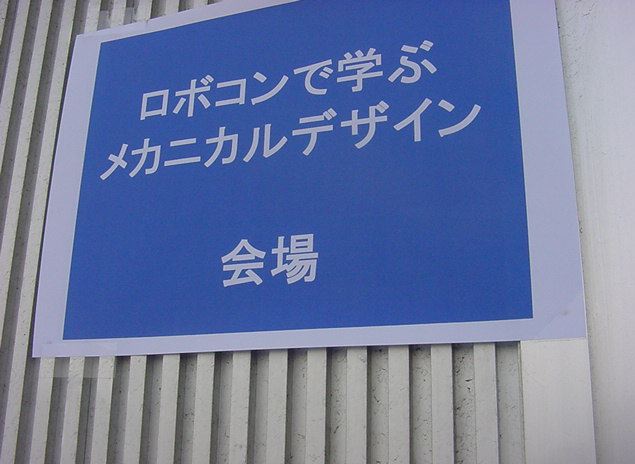 ロボコンで学ぶ
メカニカルデザイン
会場